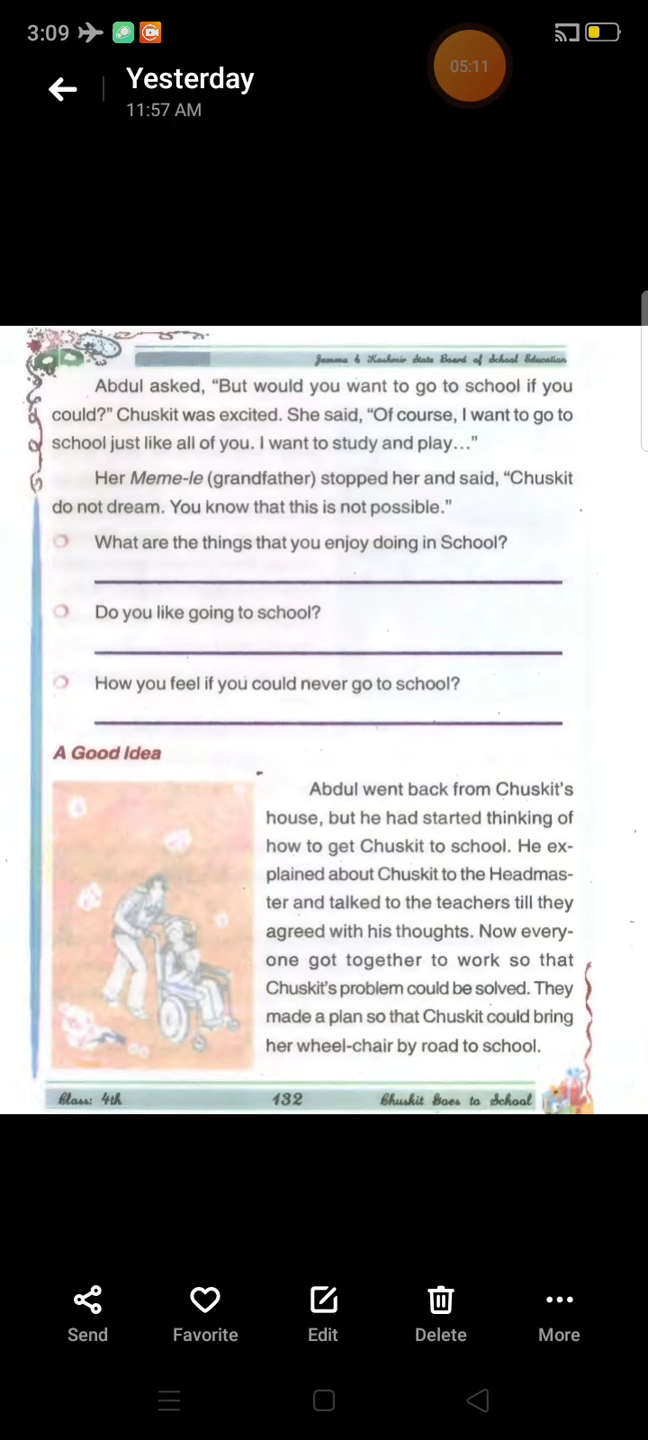 3:09
05:11
Yesterday
11:57 AM
Jammu & Kashmir State Board of School Education
Abdul asked, “But would you want to go to school if you
could?” Chuskit was excited. She said, “Of course, I want to go to
school just like all of you. I want to study and play...”
Her Meme-le (grandfather) stopped her and said, “Chuskit
do not dream. You know that this is not possible.”
What are the things that you enjoy doing in School?
Do you like going to school?
How you feel if you could never go to school?
A Good Idea
Abdul went back from Chuskit's
house, but he had started thinking of
how to get Chuskit to school. He ex-
plained about Chuskit to the Headmas-
ter and talked to the teachers till they
agreed with his thoughts. Now every-
one got together to work so that
Chuskit's problem could be solved. They
made a plan so that Chuskit could bring
her wheel-chair by road to school.
Class: 4th 132 Chuskit Goes to School
Send Favorite Edit Delete More